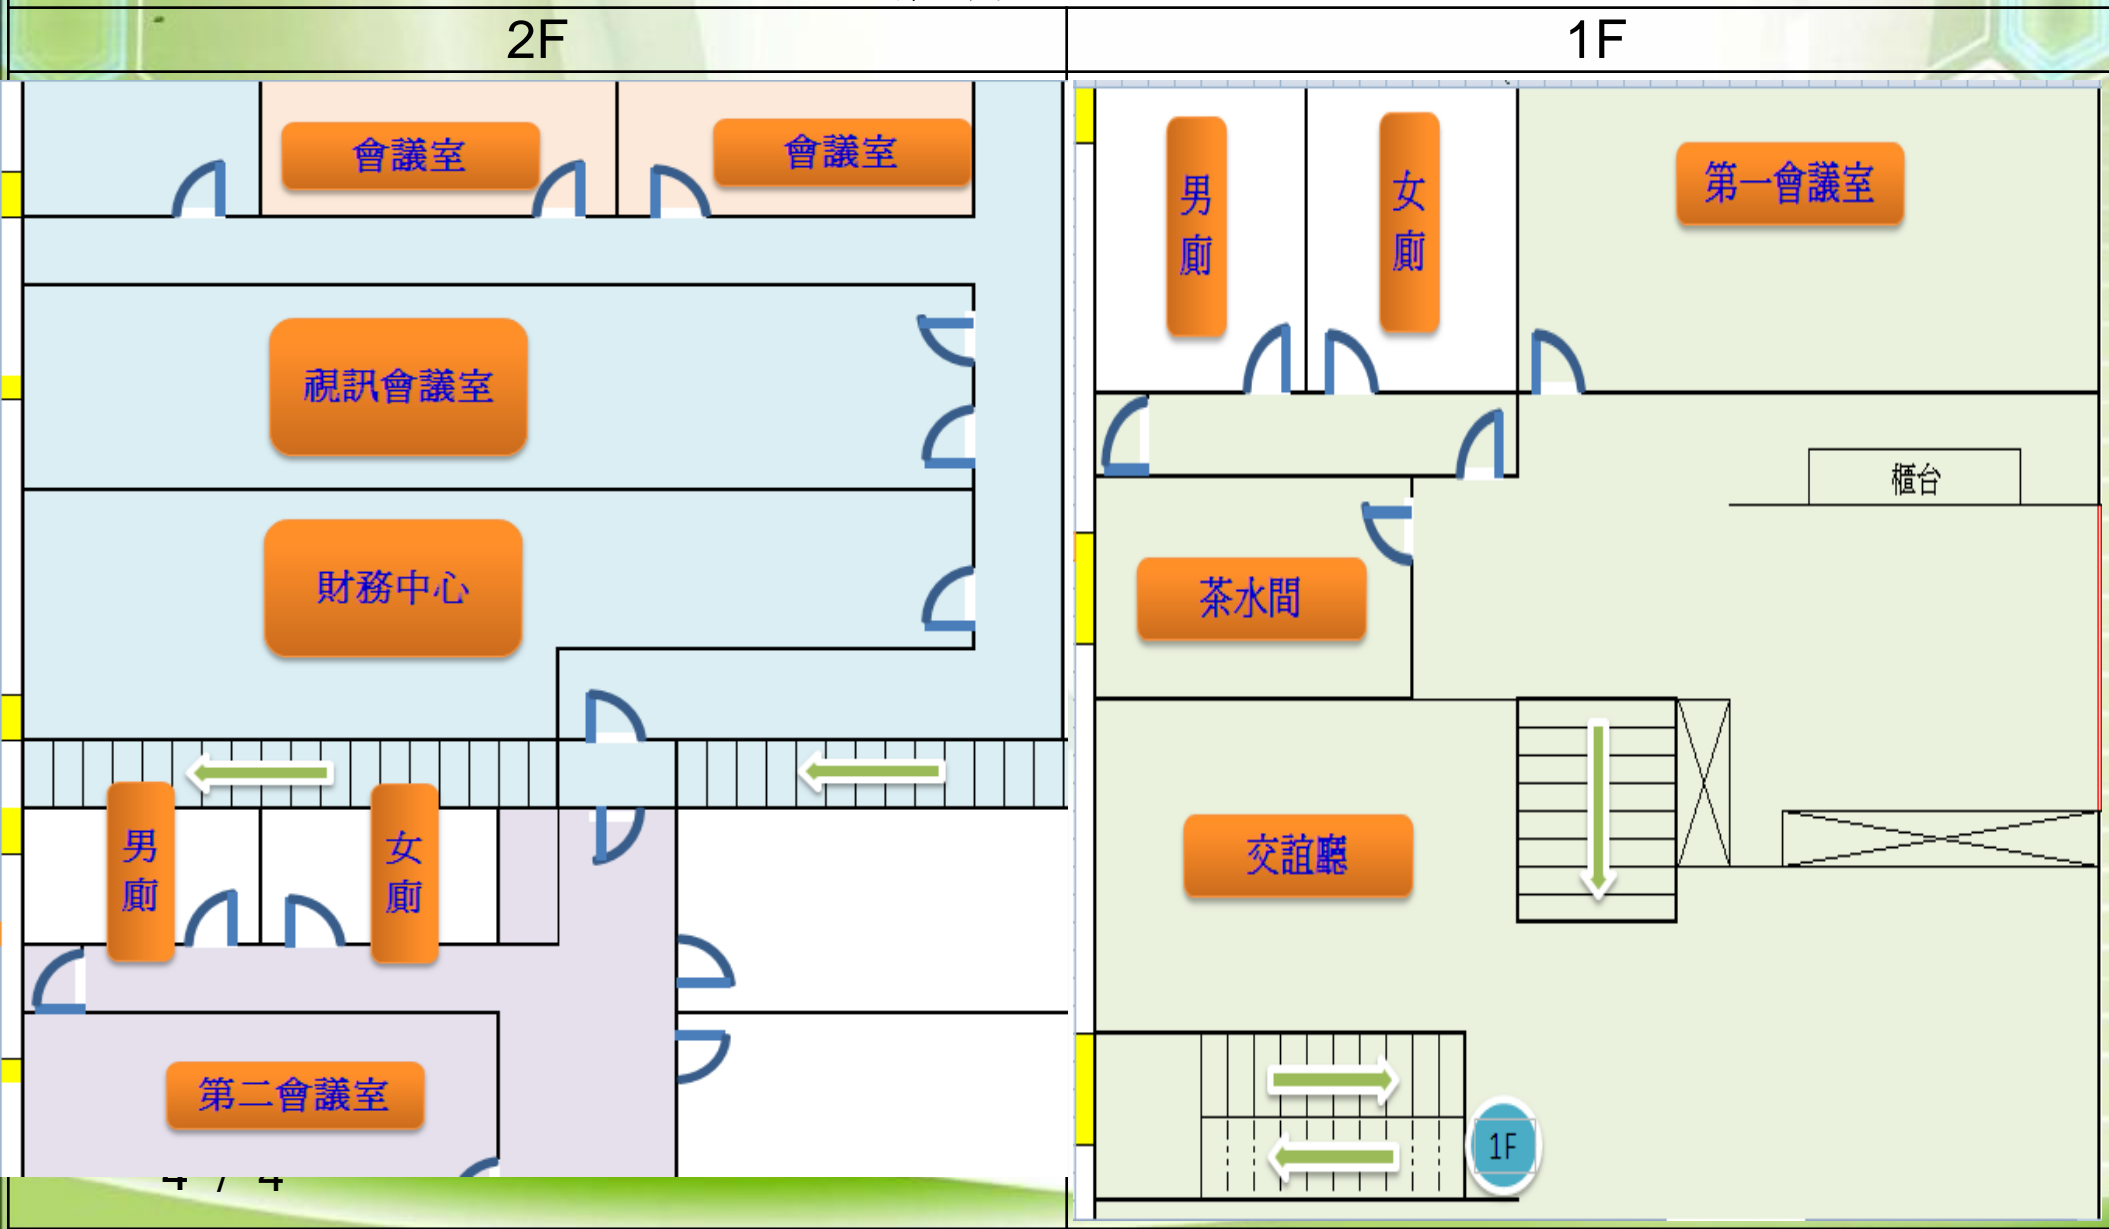 2F
1F
會議室
會議室
視訊會議室
財務中心
男廁
女廁
第二會議室
男廁
女廁
第一會議室
櫃台
茶水間
交誼廳
1F
4 / 4